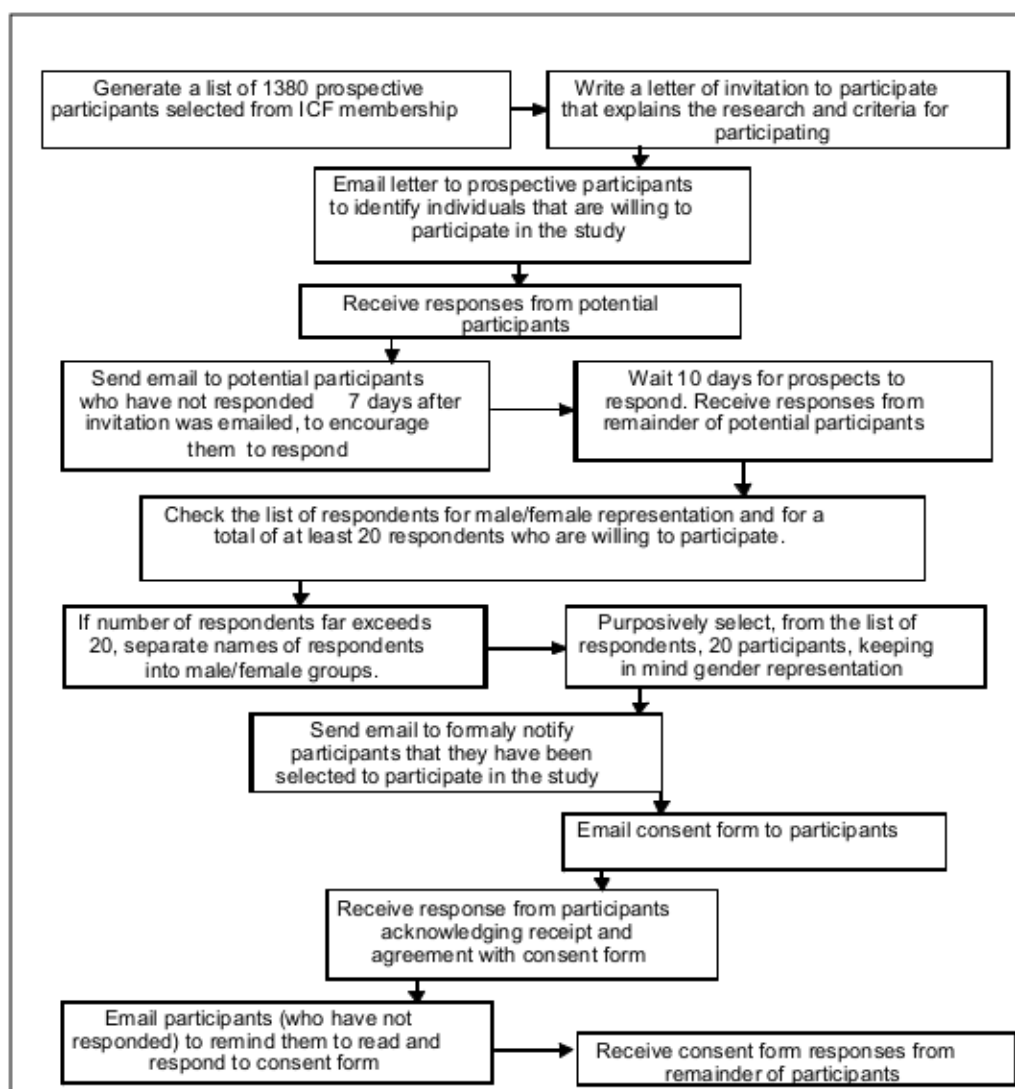 Generate a list of 1380 prospective
participants selected from ICF membership
Write a letter of invitation to participate
that explains the research and criteria for
participating
Email letter to prospective participants
to identify individuals that are willing to
participate in the study
Receive responses from potential
participants
Send email to potential participants
who have not responded 7 days after
invitation was emailed, to encourage
them to respond
Wait 10 days for prospects to
respond. Receive responses from
remainder of potential participants
Check the list of respondents for male/female representation and for a
total of at least 20 respondents who are willing to participate.
If number of respondents far exceeds
20, separate names of respondents
into male/female groups.
Purposively select, from the list of
respondents, 20 participants, keeping
in mind gender representation
Send email to formaly notify
participants that they have been
selected to participate in the study
Email consent form to participants
Receive response from participants
acknowledging receipt and
agreement with consent form
Email participants (who have not
responded) to remind them to read and
respond to consent form
Receive consent form responses from
remainder of participants